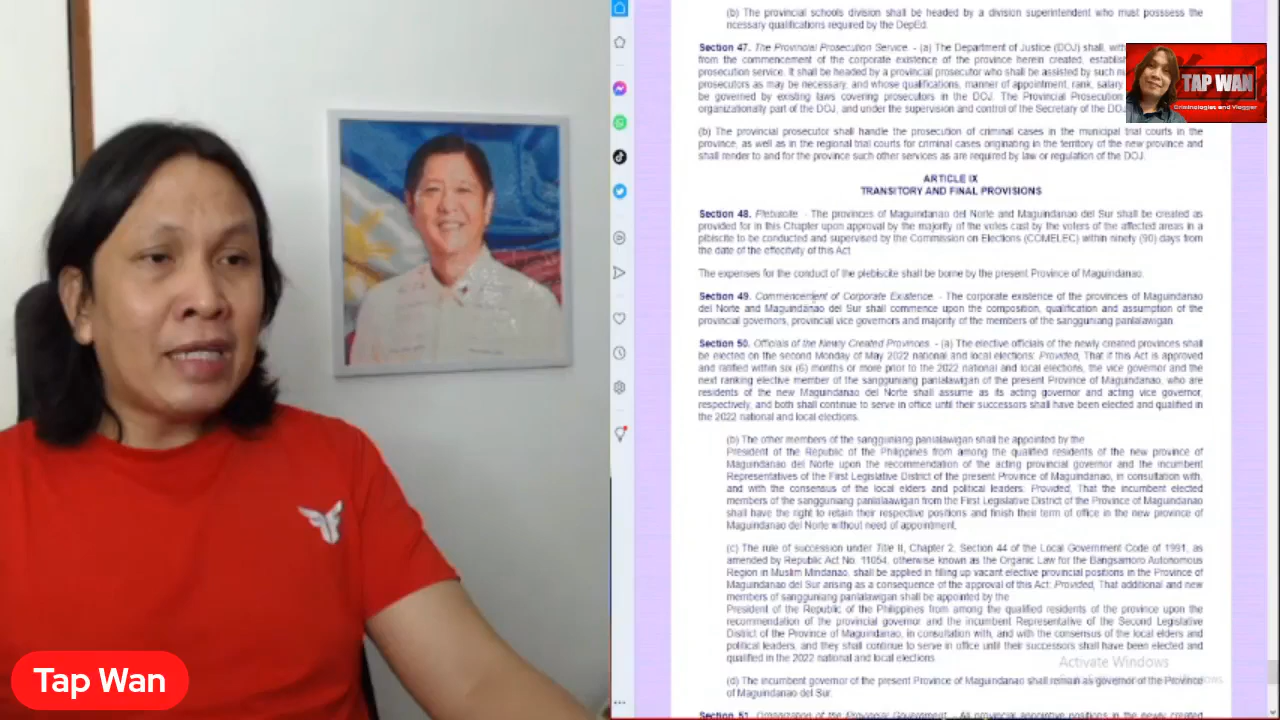 (b) The provincial schools division shall be headed by a division superintendent who must posssess the
ncessary qualifications required by the DepEd.
Section 47. The Provincial Prosecution Service. - (a) The Department of Justice (DOJ) shall, with
from the commencement of the corporate existence of the province herein created, establis
prosecution service. It shall be headed by a provincial prosecutor who shall be assisted by such nu
prosecutors as may be necessary, and whose qualifications, manner of appointment, rank, salary
be governed by existing laws covering prosecutors in the DOJ. The Provincial Prosecution
organizationally part of the DOJ, and under the supervision and control of the Secretary of the DOJ
(b) The provincial prosecutor shall handle the prosecution of criminal cases in the municipal trial courts in the
province, as well as in the regional trial courts for criminal cases originating in the territory of the new province and
shall render to and for the province such other services as are required by law or regulation of the DOJ.
ARTICLE IX
TRANSITORY AND FINAL PROVISIONS
Section 48. Plebiscite. - The provinces of Maguindanao del Norte and Maguindanao del Sur shall be created as
provided for in this Chapter upon approval by the majority of the votes cast by the voters of the affected areas in a
plbiscite to be conducted and supervised by the Commission on Elections (COMELEC) within ninety (90) days from
the date of the effectivity of this Act
The expenses for the conduct of the plebiscite shall be borne by the present Province of Maguindanao.
Section 49. Commencement of Corporate Existence. - The corporate existence of the provinces of Maguindanao
del Norte and Maguindanao del Sur shall commence upon the composition, qualification and assumption of the
provincial governors, provincial vice governors and majority of the members of the sangguniang panlalawigan
Section 50. Officials of the Newly Created Provinces. - (a) The elective officials of the newly created provinces shall
be elected on the second Monday of May 2022 national and local elections: Provided, That if this Act is approved
and ratified within six (6) months or more prior to the 2022 national and local elections, the vice governor and the
next ranking elective member of the sangguniang panlalawigan of the present Province of Maguindanao, who are
residents of the new Maguindanao del Norte shall assume as its acting governor and acting vice governor,
respectively, and both shall continue to serve in office until their successors shall have been elected and qualified in
the 2022 national and local elections.
(b) The other members of the sangguniang panlalawigan shall be appointed by the
President of the Republic of the Philippines from among the qualified residents of the new province of
Maguindanao del Norte upon the recommendation of the acting provincial governor and the incumbent
Representatives of the First Legislative District of the present Province of Maguindanao, in consultation with,
and with the consensus of the local elders and political leaders: Provided, That the incumbent elected
members of the sangguniang panlalaawigan from the First Legislative District of the Province of Maguindanao
shall have the right to retain their respective positions and finish their term of office in the new province of
Maguindanao del Norte without need of appointment.
(c) The rule of succession under Title II, Chapter 2, Section 44 of the Local Government Code of 1991, as
amended by Republic Act No. 11054, otherwise known as the Organic Law for the Bangsamoro Autonomous
Region in Muslim Mindanao, shall be applied in filling up vacant elective provincial positions in the Province of
Maguindanao del Sur arising as a consequence of the approval of this Act: Provided, That additional and new
members of sangguniang panlalawigan shall be appointed by the
President of the Republic of the Philippines from among the qualified residents of the province upon the
recommendation of the provincial governor and the incumbent Representative of the Second Legislative
District of the Province of Maguindanao, in consultation with, and with the consensus of the local elders and
political leaders, and they shall continue to serve in office until their successors shall have been elected and
qualified in the 2022 national and local elections
(d) The incumbent governor of the present Province of Maguindanao shall remain as governor of the Province
of Maguindanao del Sur.
Section 51. Organization of the Provincial Government. - All provincial appointive positions in the newly created
TAP WAN
Criminologist and Vlogger
Activate Windows
Tap Wan